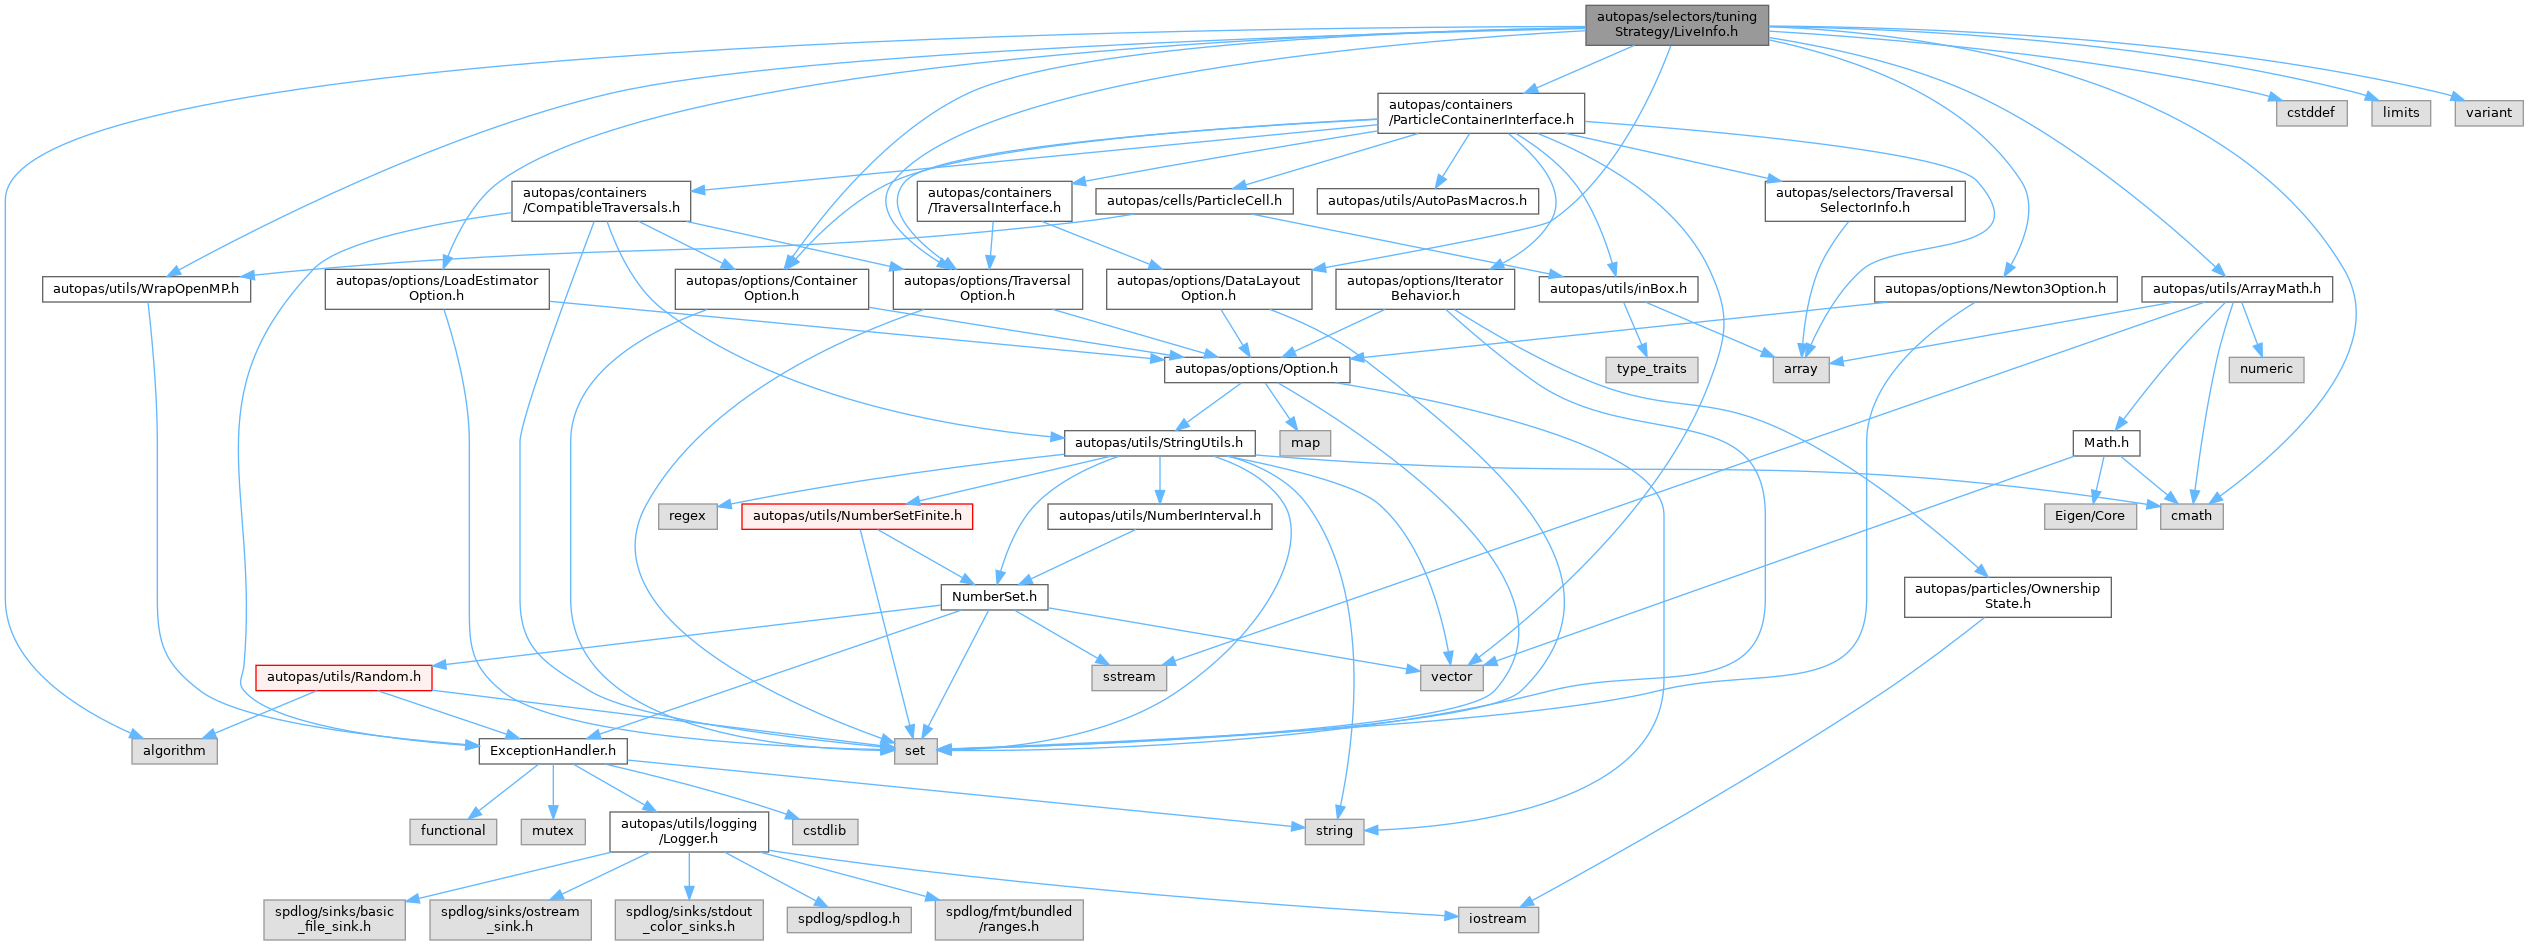 autopas/selectors/tuning
Strategy/LiveInfo.h
autopas/containers
/ParticleContainerInterface.h
cstddef
limits
variant
autopas/containers
/CompatibleTraversals.h
autopas/containers
/TraversalInterface.h
autopas/cells/ParticleCell.h
autopas/utils/AutoPasMacros.h
autopas/selectors/Traversal
SelectorInfo.h
autopas/utils/WrapOpenMP.h
autopas/options/LoadEstimator
Option.h
autopas/options/Container
Option.h
autopas/options/Traversal
Option.h
autopas/options/DataLayout
Option.h
autopas/options/Iterator
Behavior.h
autopas/utils/inBox.h
autopas/options/Newton3Option.h
autopas/utils/ArrayMath.h
autopas/options/Option.h
type_traits
array
numeric
autopas/utils/StringUtils.h
map
Math.h
regex
autopas/utils/NumberSetFinite.h
autopas/utils/NumberInterval.h
Eigen/Core
cmath
NumberSet.h
autopas/particles/Ownership
State.h
autopas/utils/Random.h
sstream
vector
algorithm
ExceptionHandler.h
set
functional
mutex
autopas/utils/logging
/Logger.h
cstdlib
string
spdlog/sinks/basic
_file_sink.h
spdlog/sinks/ostream
_sink.h
spdlog/sinks/stdout
_color_sinks.h
spdlog/spdlog.h
spdlog/fmt/bundled
/ranges.h
iostream